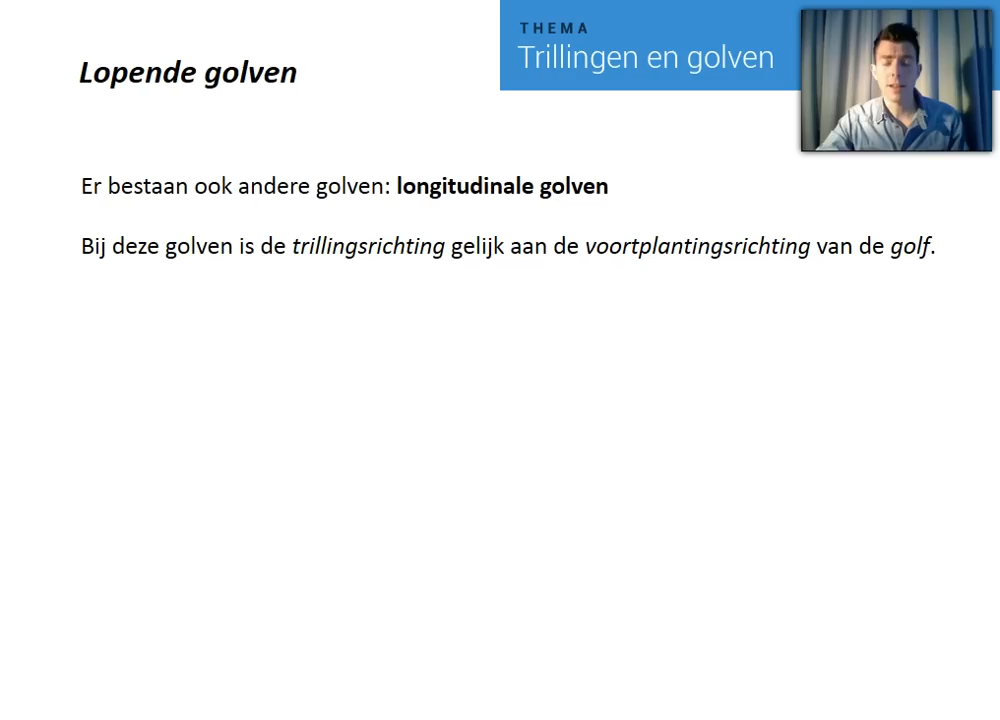 THEMA
Trillingen en golven
Lopende golven
Er bestaan ook andere golven: longitudinale golven
Bij deze golven is de trillingsrichting gelijk aan de voortplantingsrichting van de golf.